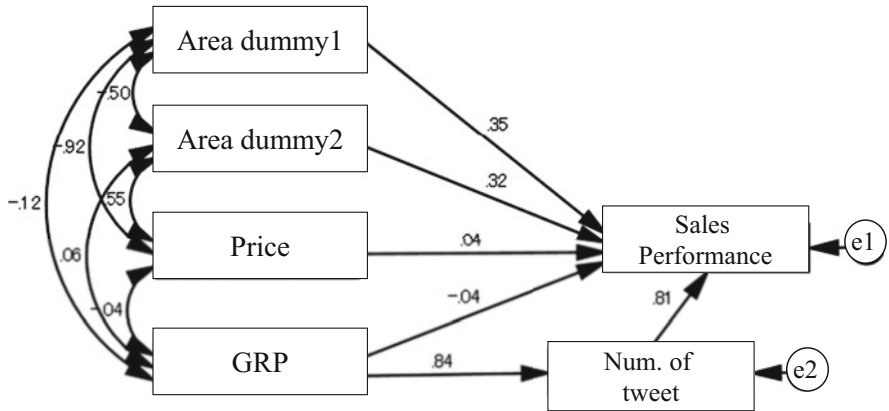 Area dummy1
-.50
.35
Area dummy2
-.92
.32
-.12
.55
Price
.04
Sales
Performance
e1
.06
-.04
-.04
.81
GRP
.84
Num. of
tweet
e2